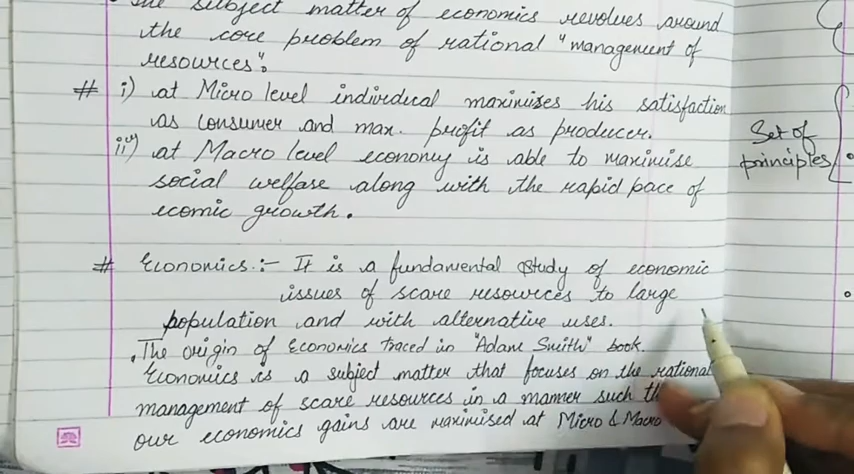 The subject matter of economics revolves around
the core problem of rational "management of
resources".
# i) at Micro level individual maximises his satisfaction
as consumer and max. profit as producer.
ii) at Macro level economy is able to maximise
social welfare along with the rapid pace of
ecomic growth.
# Economics :- It is a fundamental study of economic
issues of scare resources to large
population and with alternative uses.
The origin of Economics traced in "Adam Smith" book.
Economics is a subject matter that focuses on the rational
management of scare resources in a manner such
our economics gains are maximised at Micro & Macro
Set of
principles